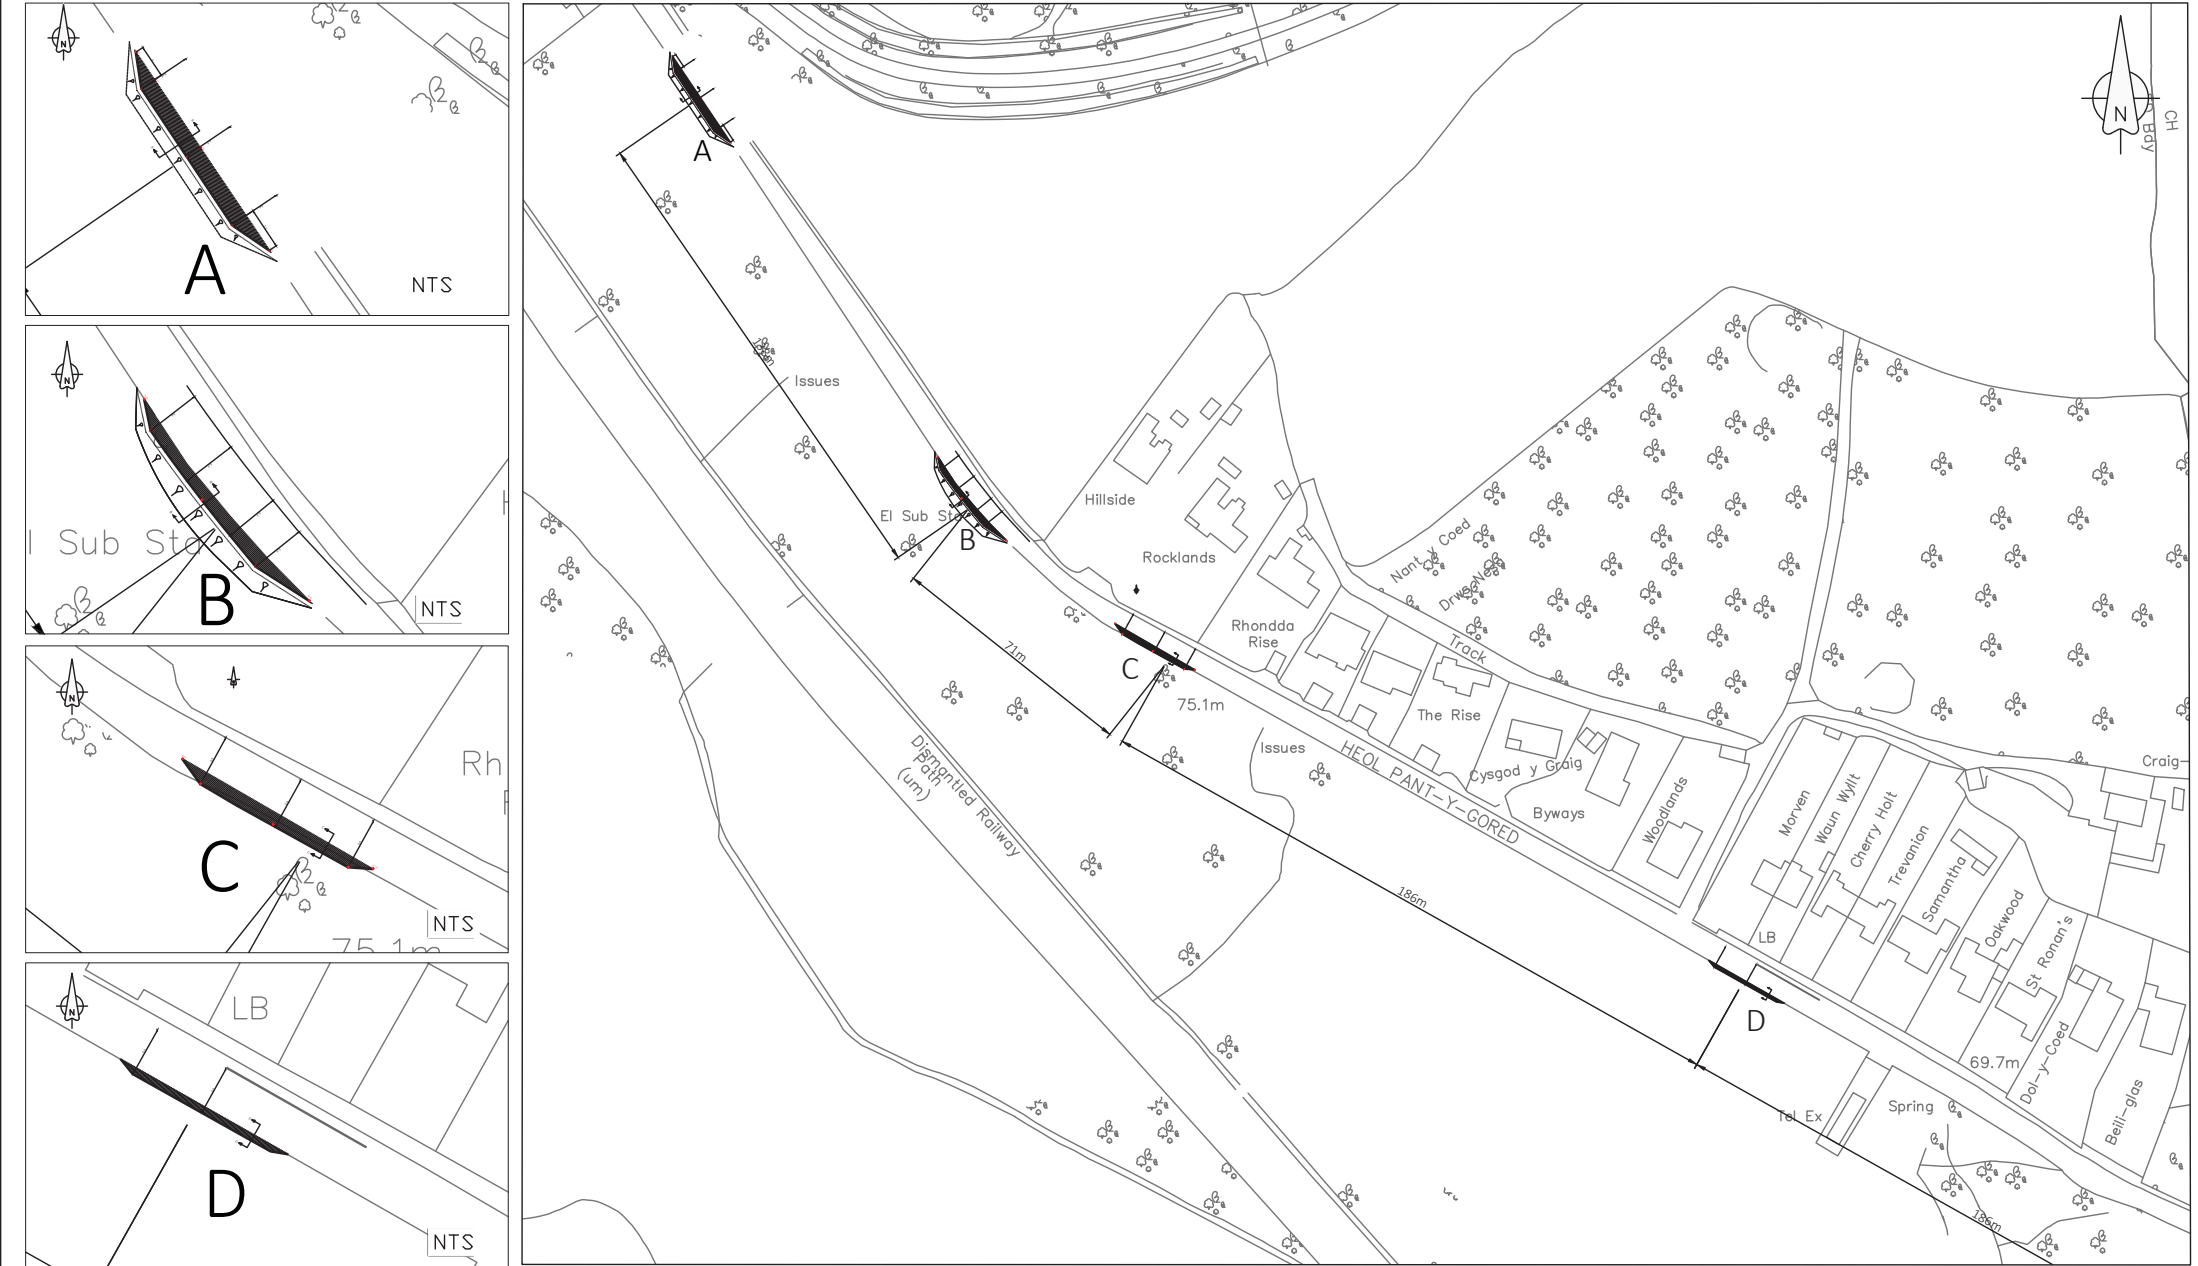 N
A
NTS
N
l Sub Sta
B
NTS
N
Rh
C
NTS
75.1m
N
LB
D
NTS
N
CH
Bdy
A
Issues
Hillside
El Sub Sta
B
Rocklands
Nant y Coed
Rhondda
Rise
Track
71m
C
75.1m
The Rise
Issues
HEOL PANT-Y-GORED
Cysgod y Graig
Byways
Woodlands
Dismantled Railway
Path
(um)
Craig
Morven
Waun Wyllt
Cherry Holt
Trevanion
Samantha
Oakwood
St Ronan's
186m
LB
D
69.7m
Dol-y-Coed
Beili-glas
Tel Ex
Spring
186m